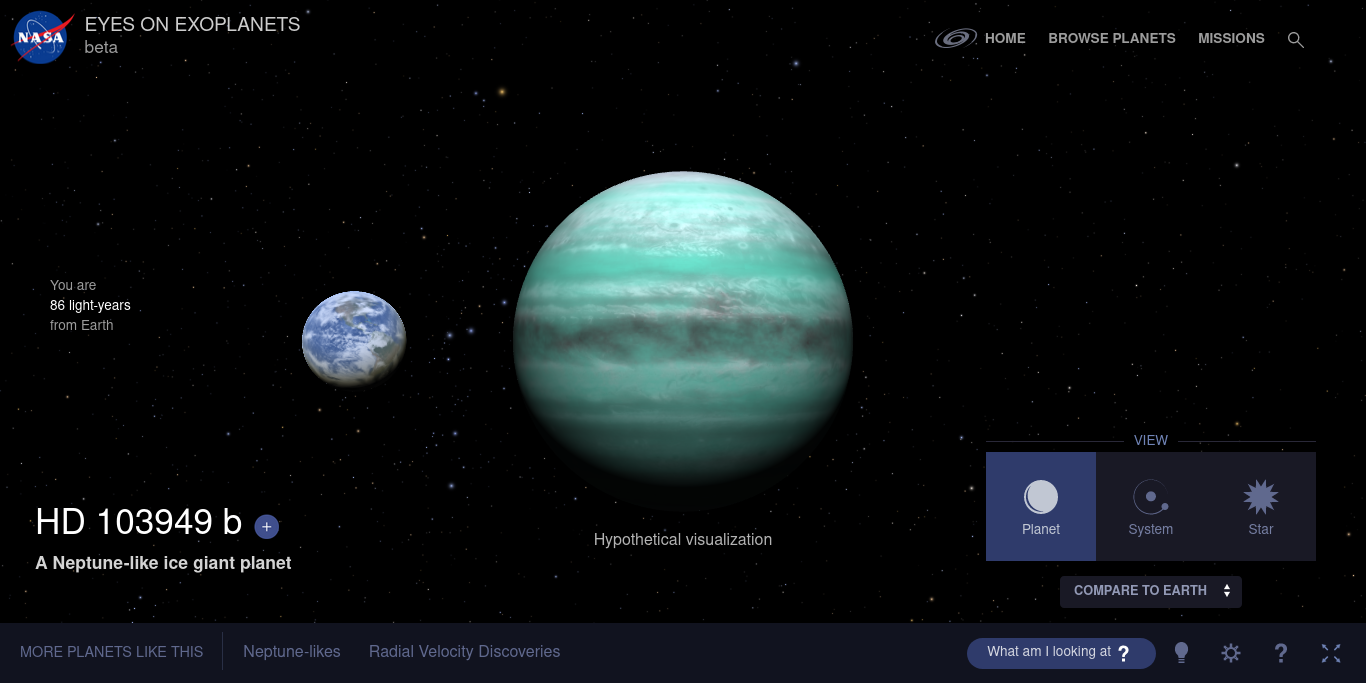 NASA
EYES ON EXOPLANETS
beta
HOME
BROWSE PLANETS
MISSIONS
You are
86 light-years
from Earth
VIEW
Planet
System
Star
COMPARE TO EARTH
HD 103949 b +
A Neptune-like ice giant planet
Hypothetical visualization
MORE PLANETS LIKE THIS
Neptune-likes
Radial Velocity Discoveries
What am I looking at ?
?